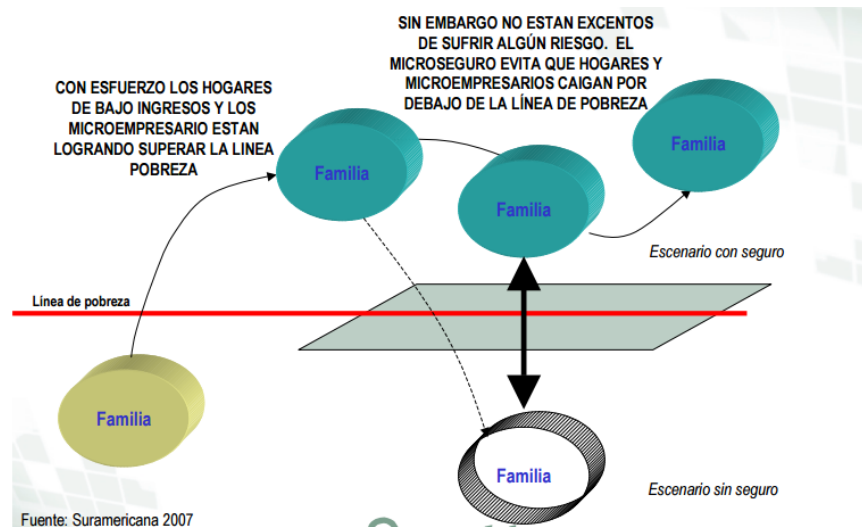 SIN EMBARGO NO ESTAN EXCENTOS
DE SUFRIR ALGÚN RIESGO. EL
MICROSEGURO EVITA QUE HOGARES Y
MICROEMPRESARIOS CAIGAN POR
DEBAJO DE LA LÍNEA DE POBREZA
CON ESFUERZO LOS HOGARES
DE BAJO INGRESOS Y LOS
MICROEMPRESARIO ESTAN
LOGRANDO SUPERAR LA LINEA
POBREZA
Familia
Familia
Familia
Escenario con seguro
Línea de pobreza
Familia
Familia
Escenario sin seguro
Fuente: Suramericana 2007